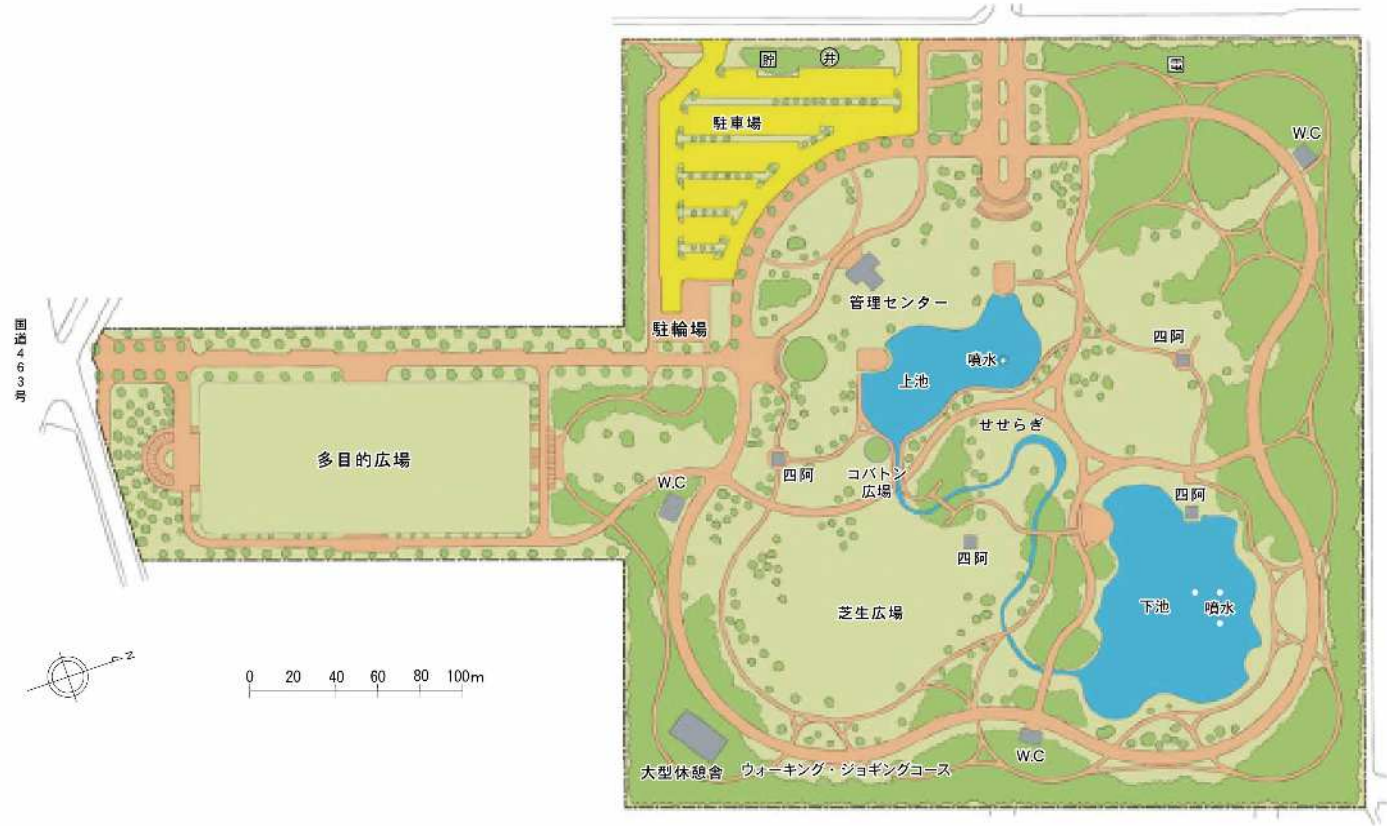 貯
井
電
駐車場
W.C
管理センター
駐輪場
国道463号
四阿
噴水
上池
せせらぎ
多目的広場
W.C
四阿
コバトン
広場
四阿
四阿
芝生広場
下池
噴水
N
0 20 40 60 80 100m
大型休憩舎
ウォーキング・ジョギングコース
W.C